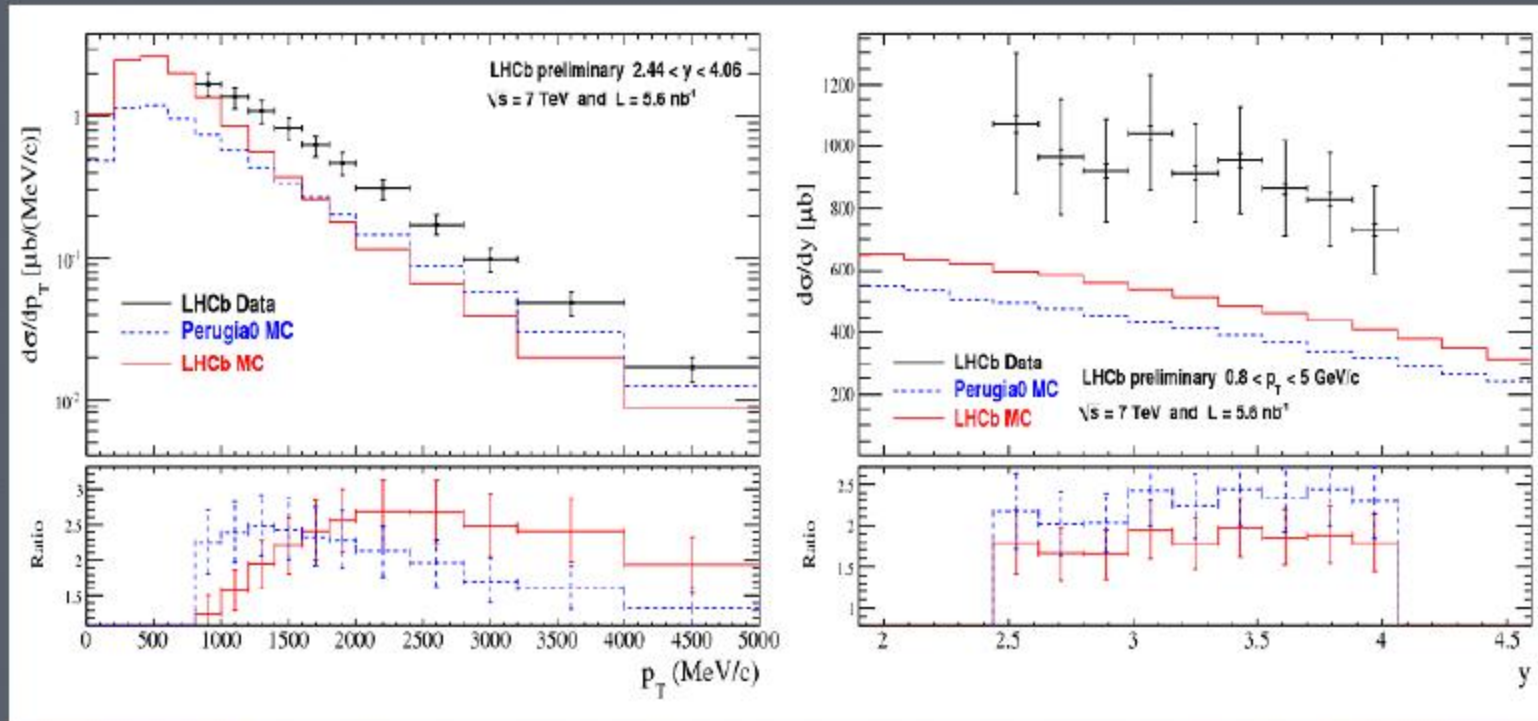 LHCb preliminary 2.44 < y < 4.06
√s = 7 TeV and L = 5.6 nb⁻¹
dσ/dp_T [μb/(MeV/c)]
1
10⁻¹
10⁻²
LHCb Data
Perugia0 MC
LHCb MC
Ratio
3
2.5
2
1.5
0 500 1000 1500 2000 2500 3000 3500 4000 4500 5000
p_T (MeV/c)
dσ/dy [μb]
1200
1000
800
600
400
200
LHCb Data
Perugia0 MC
LHCb MC
LHCb preliminary 0.8 < p_T < 5 GeV/c
√s = 7 TeV and L = 5.6 nb⁻¹
Ratio
2.5
2
1.5
1
2 2.5 3 3.5 4 4.5
y